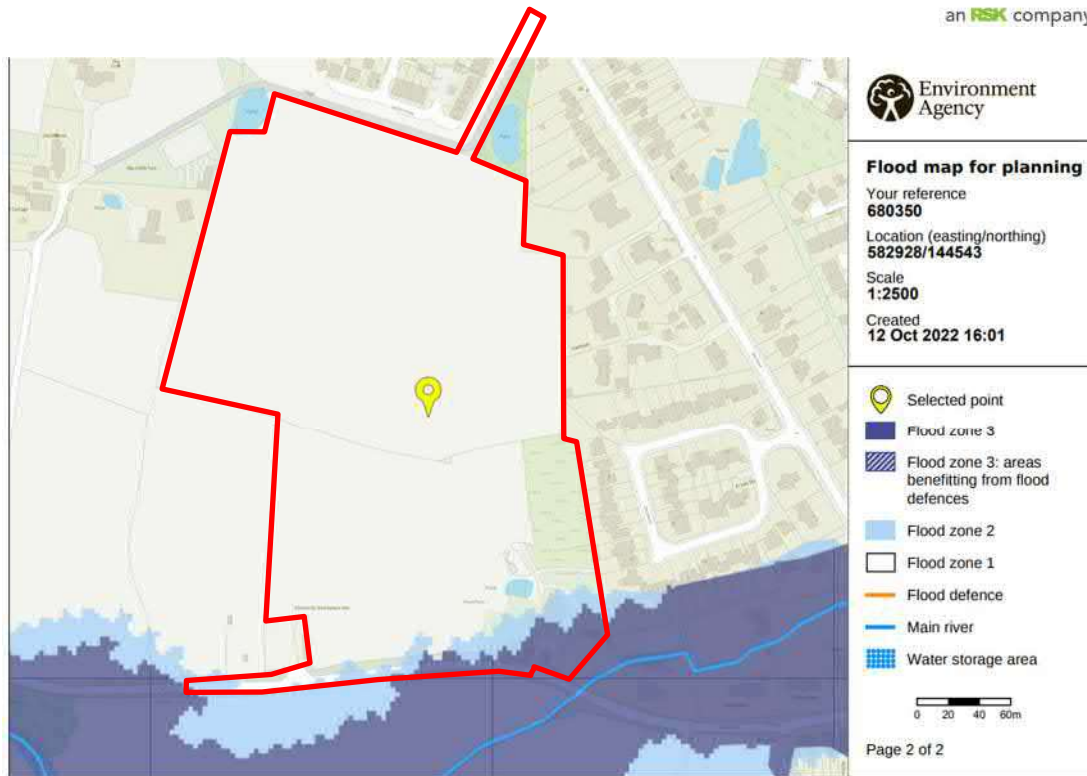 an RSK company
Environment
Agency
Flood map for planning
Your reference
680350
Location (easting/northing)
582928/144543
Scale
1:2500
Created
12 Oct 2022 16:01
Selected point
Flood zone 3
Flood zone 3: areas
benefitting from flood
defences
Flood zone 2
Flood zone 1
Flood defence
Main river
Water storage area
0 20 40 60m
Page 2 of 2